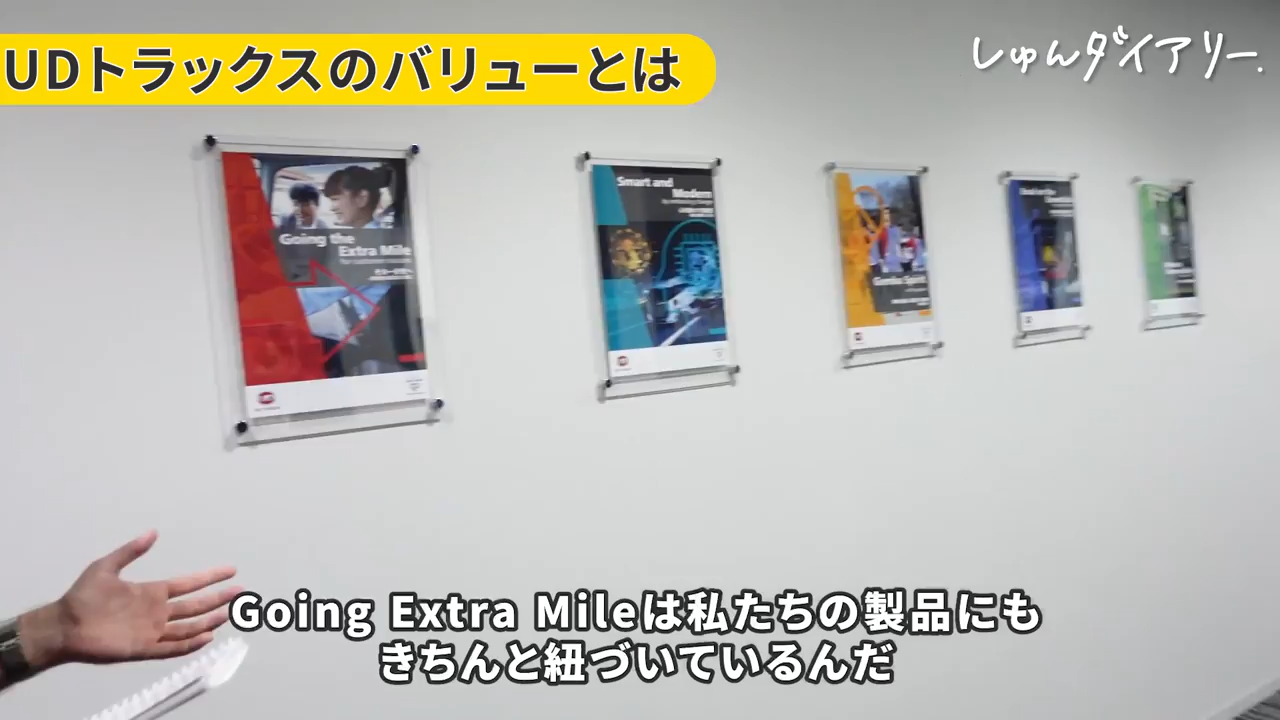 UDトラックスのバリューとは
しゅんダイアリー.
Going the
Extra Mile
Smart and
Modern
Gemba Spirit
Going Extra Mileは私たちの製品にも
きちんと紐づいているんだ